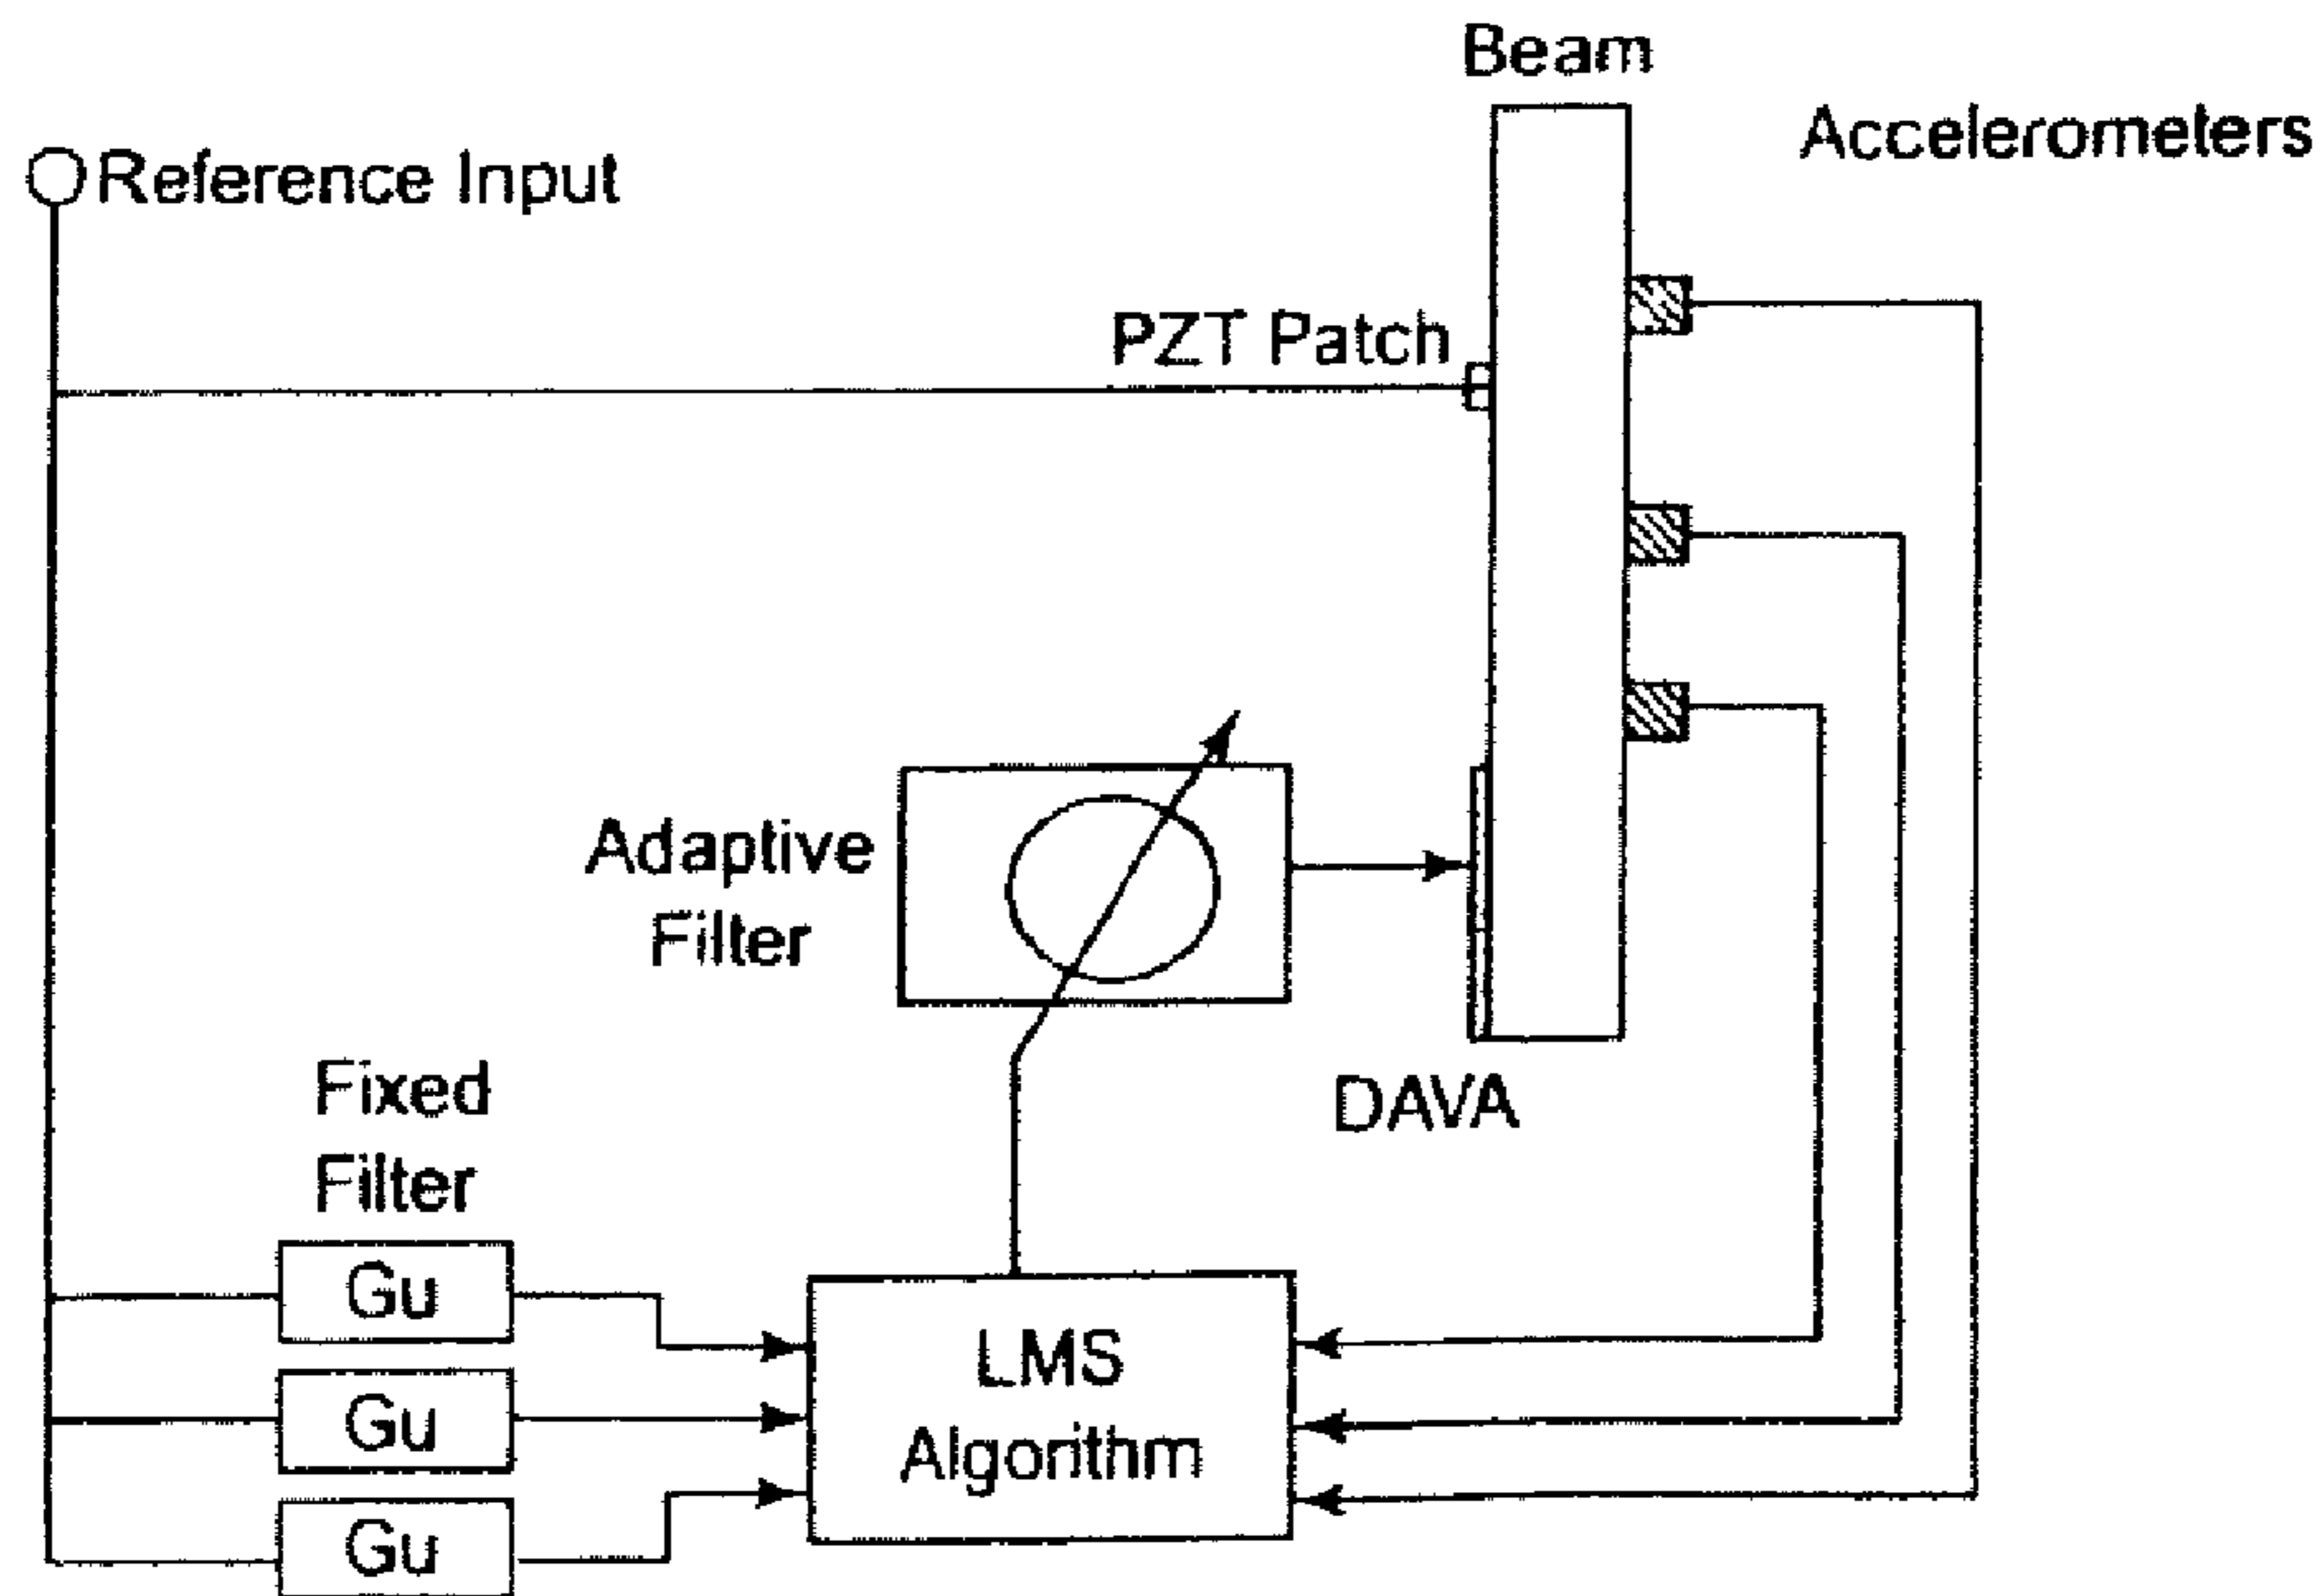 Beam
Accelerometers
Reference Input
PZT Patch
Adaptive
Filter
DAVA
Fixed
Filter
Gu
Gu
Gu
LMS
Algorithm